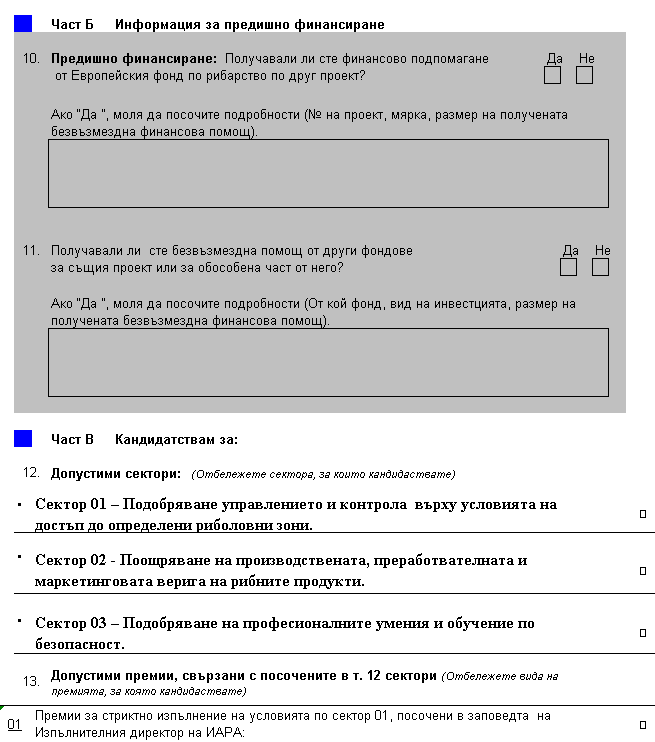 Част Б Информация за предишно финансиране
10. Предишно финансиране: Получавали ли сте финансово подпомагане
от Европейския фонд по рибарство по друг проект?
Да Не
Ако "Да ", моля да посочите подробности (№ на проект, мярка, размер на получената
безвъзмездна финансова помощ).
11. Получавали ли сте безвъзмездна помощ от други фондове
за същия проект или за обособена част от него?
Да Не
Ако "Да ", моля да посочите подробности (От кой фонд, вид на инвестцията, размер на
получената безвъзмездна финансова помощ).
Част В Кандидатствам за:
12. Допустими сектори: (Отбележете сектора, за които кандидаствате)
• Сектор 01 – Подобряване управлението и контрола върху условията на
достъп до определени риболовни зони.
• Сектор 02 - Поощряване на производствената, преработвателната и
маркетинговата верига на рибните продукти.
• Сектор 03 – Подобряване на професионалните умения и обучение по
безопасност.
13. Допустими премии, свързани с посочените в т. 12 сектори (Отбележете вида на
премията, за която кандидаствате)
01 Премии за стриктно изпълнение на условията по сектор 01, посочени в заповедта на
Изпълнителния директор на ИАРА: